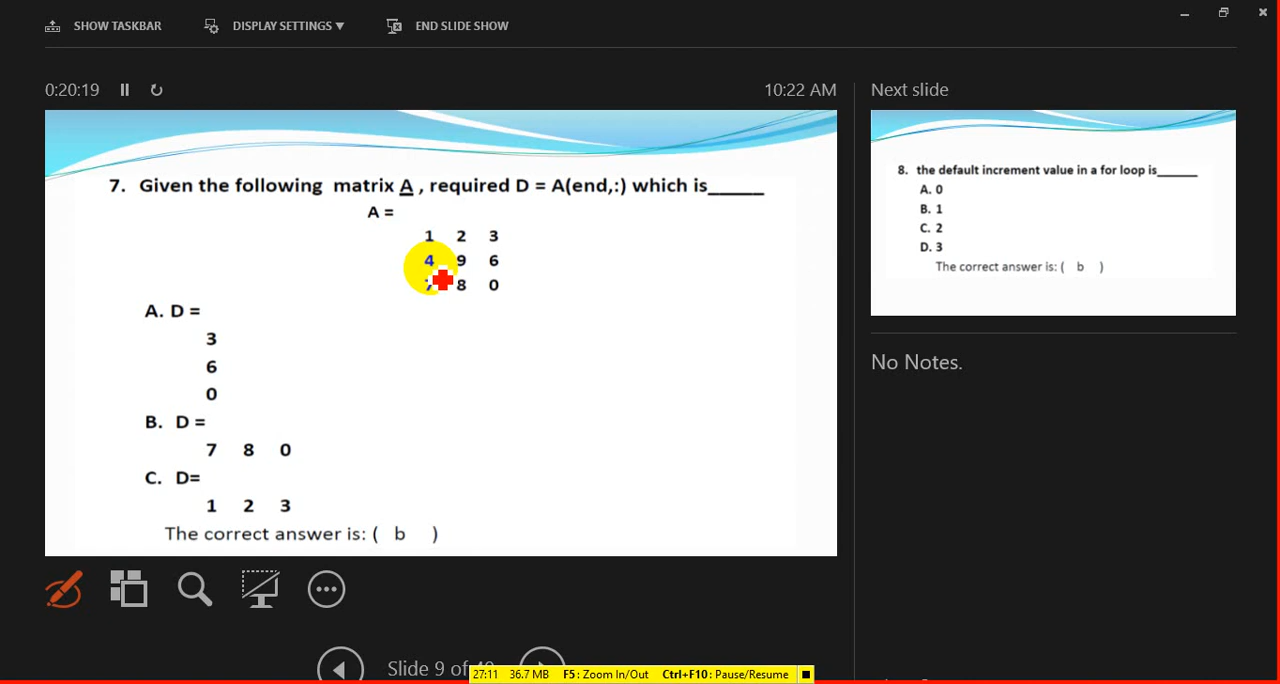 SHOW TASKBAR DISPLAY SETTINGS ▼ END SLIDE SHOW
0:20:19 10:22 AM
7. Given the following matrix A , required D = A(end,:) which is_____
A =
1 2 3
4 9 6
7 8 0
A. D =
3
6
0
B. D =
7 8 0
C. D=
1 2 3
The correct answer is: ( b )
Next slide
8. the default increment value in a for loop is______
A. 0
B. 1
C. 2
D. 3
The correct answer is: ( b )
No Notes.
Slide 9 of
27:11 36.7 MB F5: Zoom In/Out Ctrl+F10: Pause/Resume